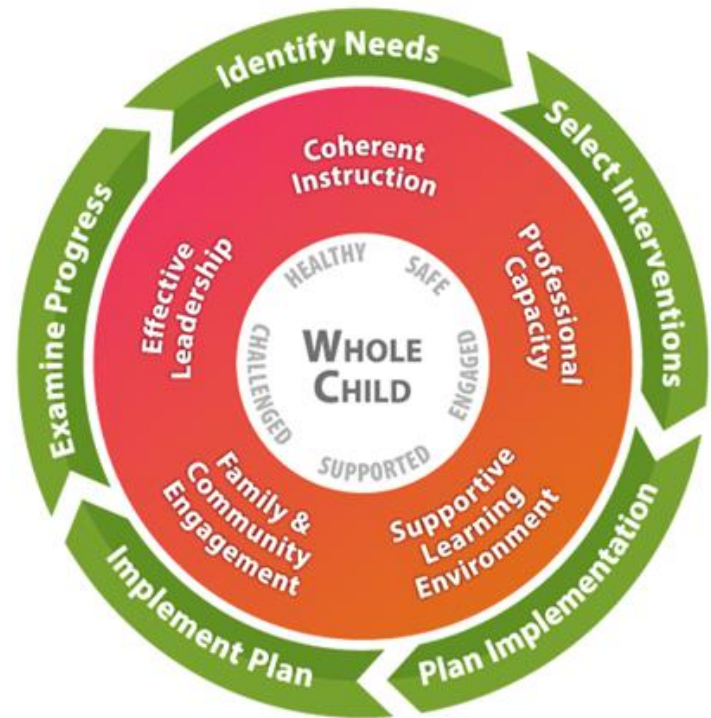 Identify Needs
Select Interventions
Plan Implementation
Implement Plan
Examine Progress
Coherent
Instruction
Professional
Capacity
Supportive
Learning
Environment
Family &
Community
Engagement
Effective
Leadership
HEALTHY
SAFE
ENGAGED
SUPPORTED
CHALLENGED
WHOLE
CHILD